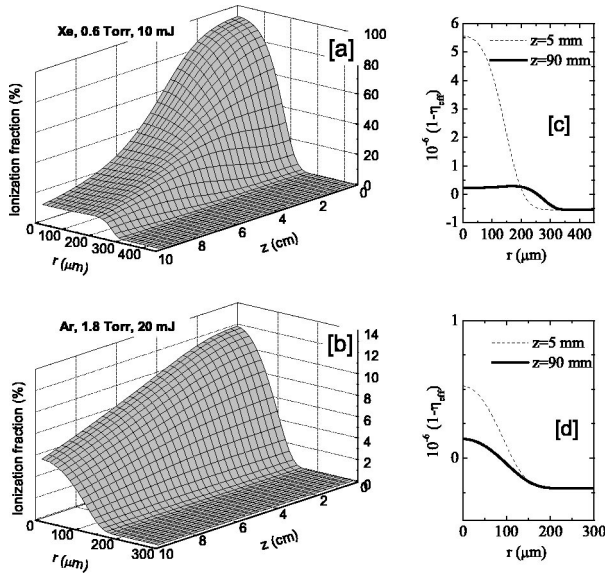 Xe, 0.6 Torr, 10 mJ
[a]
Ionization fraction (%)
100
80
60
40
20
0
0
100
200
300
400
r (μm)
10
8
6
4
2
0
z (cm)
z=5 mm
z=90 mm
[c]
10⁻⁶ (1-η_eff)
6
5
4
3
2
1
0
-1
0 100 200 300 400
r (μm)
Ar, 1.8 Torr, 20 mJ
[b]
Ionization fraction (%)
14
12
10
8
6
4
2
0
0
100
200
300
r (μm)
10
8
6
4
2
0
z (cm)
z=5 mm
z=90 mm
[d]
10⁻⁶ (1-η_eff)
1
0
0 100 200 300
r (μm)